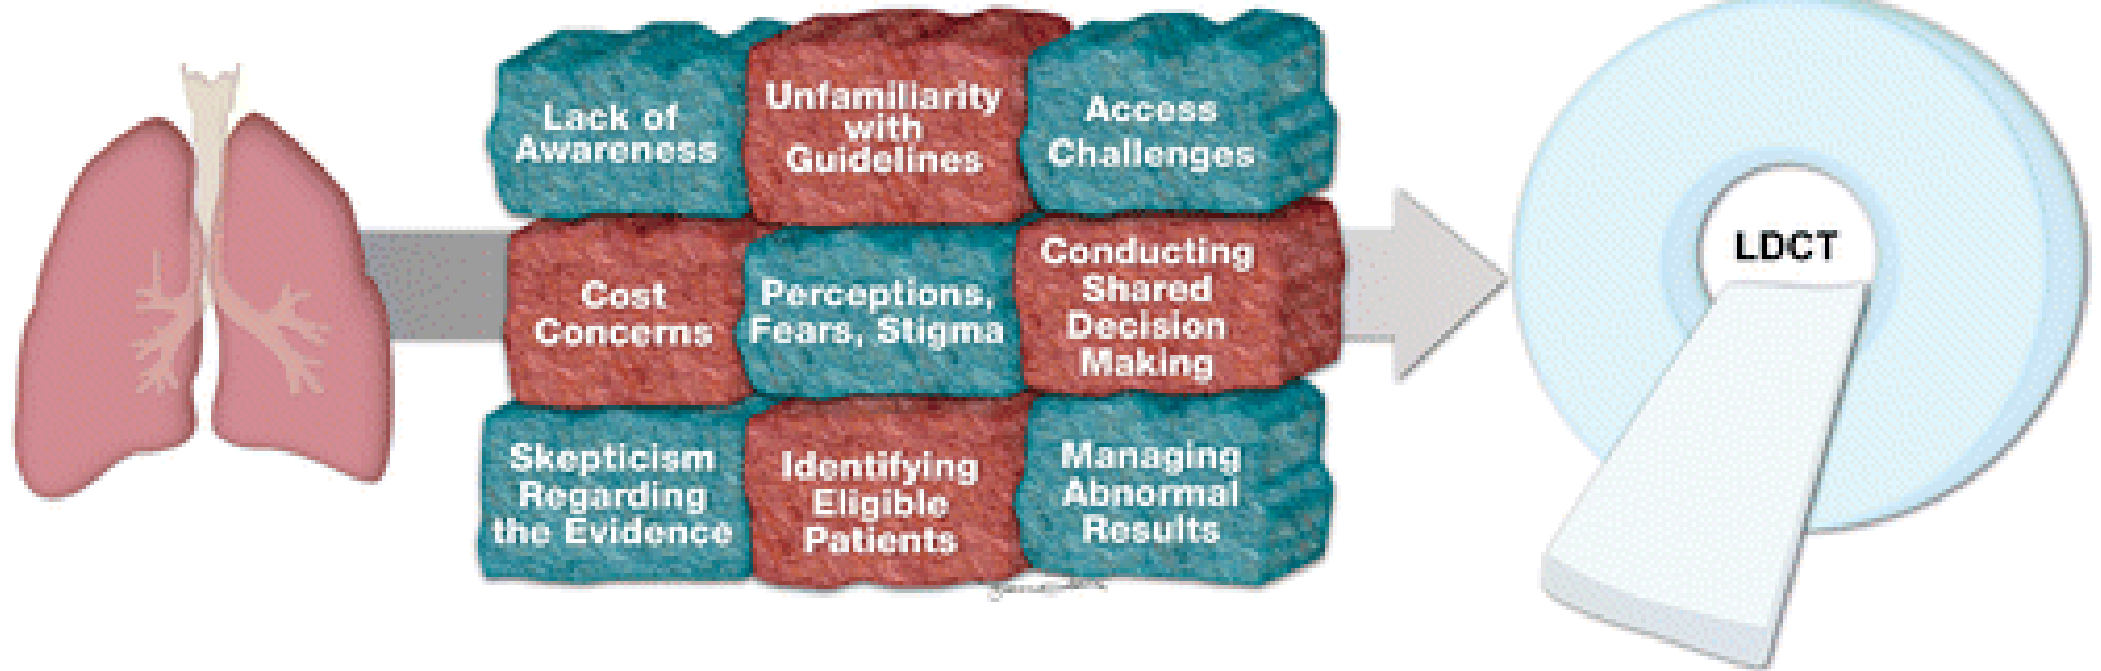 Lack of
Awareness
Unfamiliarity
with
Guidelines
Access
Challenges
Cost
Concerns
Perceptions,
Fears, Stigma
Conducting
Shared
Decision
Making
Skepticism
Regarding
the Evidence
Identifying
Eligible
Patients
Managing
Abnormal
Results
LDCT